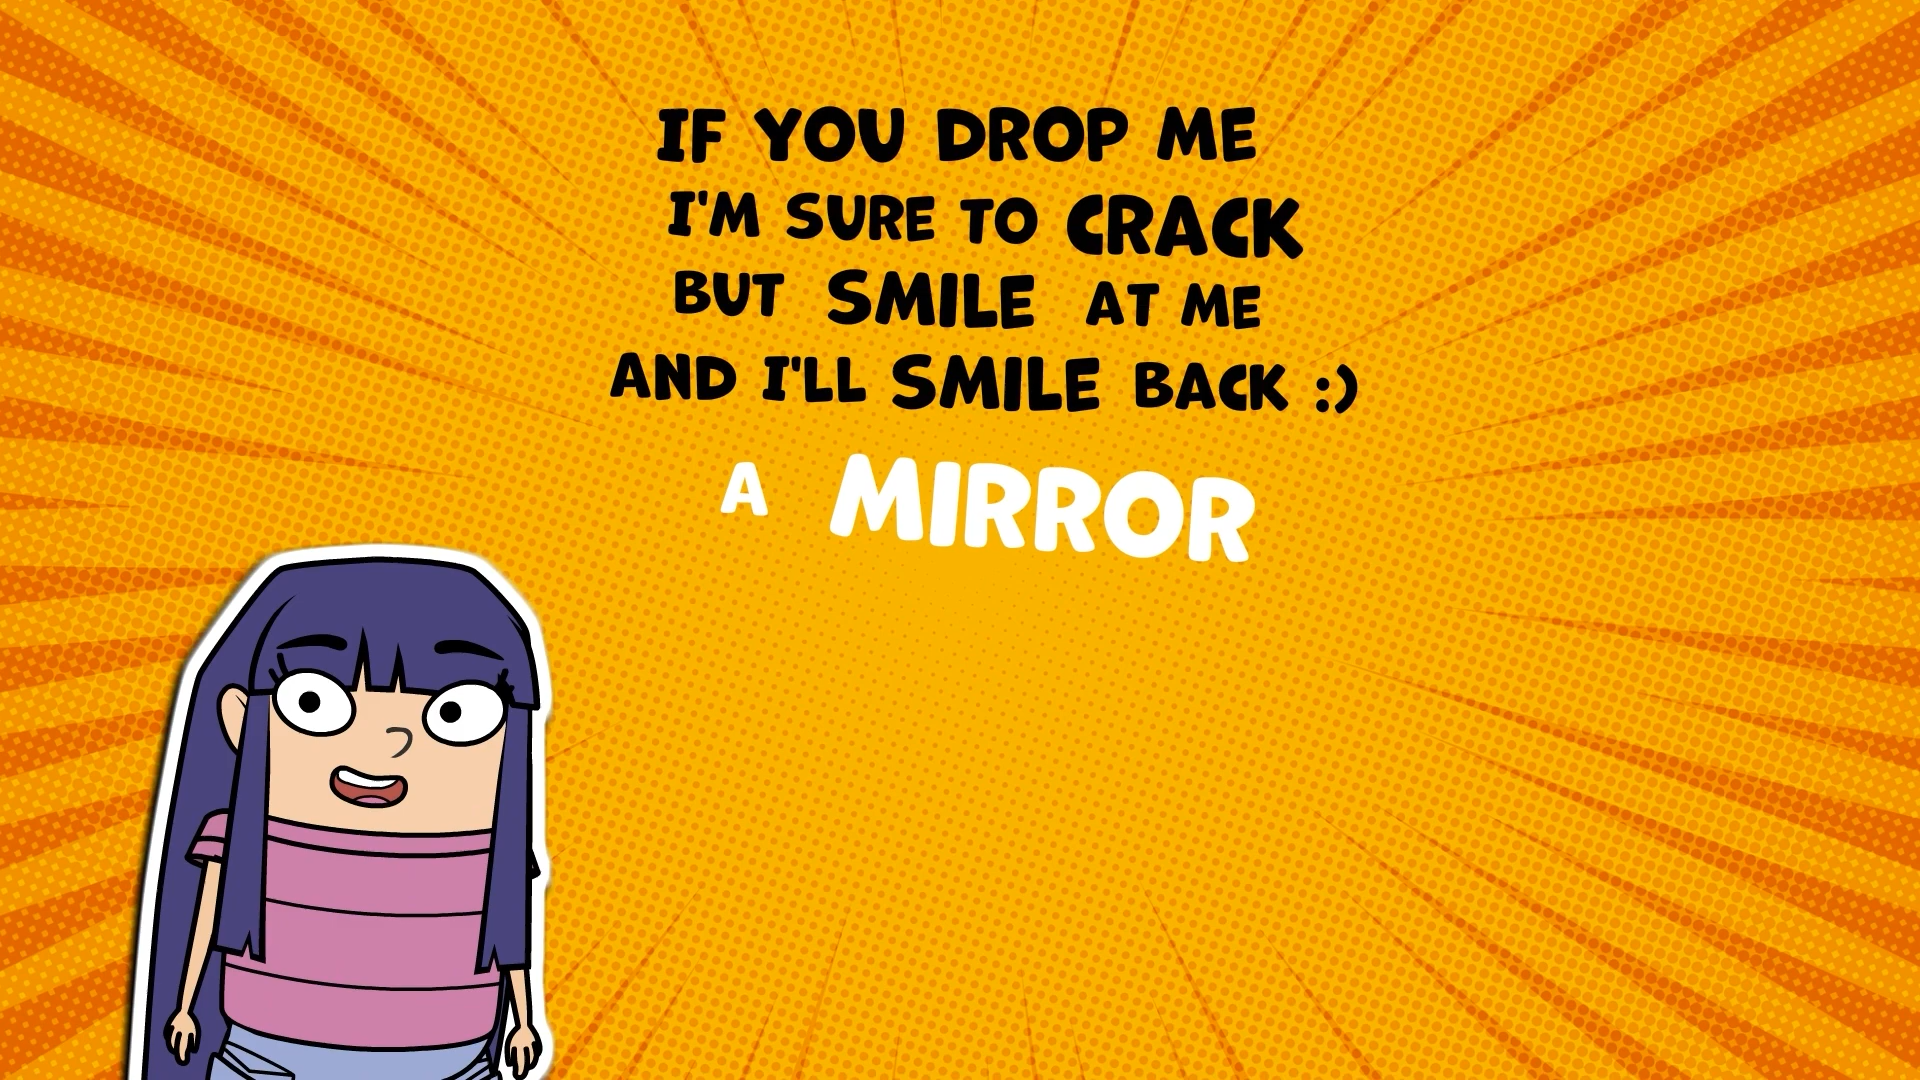 IF YOU DROP ME
I'M SURE TO CRACK
BUT SMILE AT ME
AND I'LL SMILE BACK :)
A MIRROR